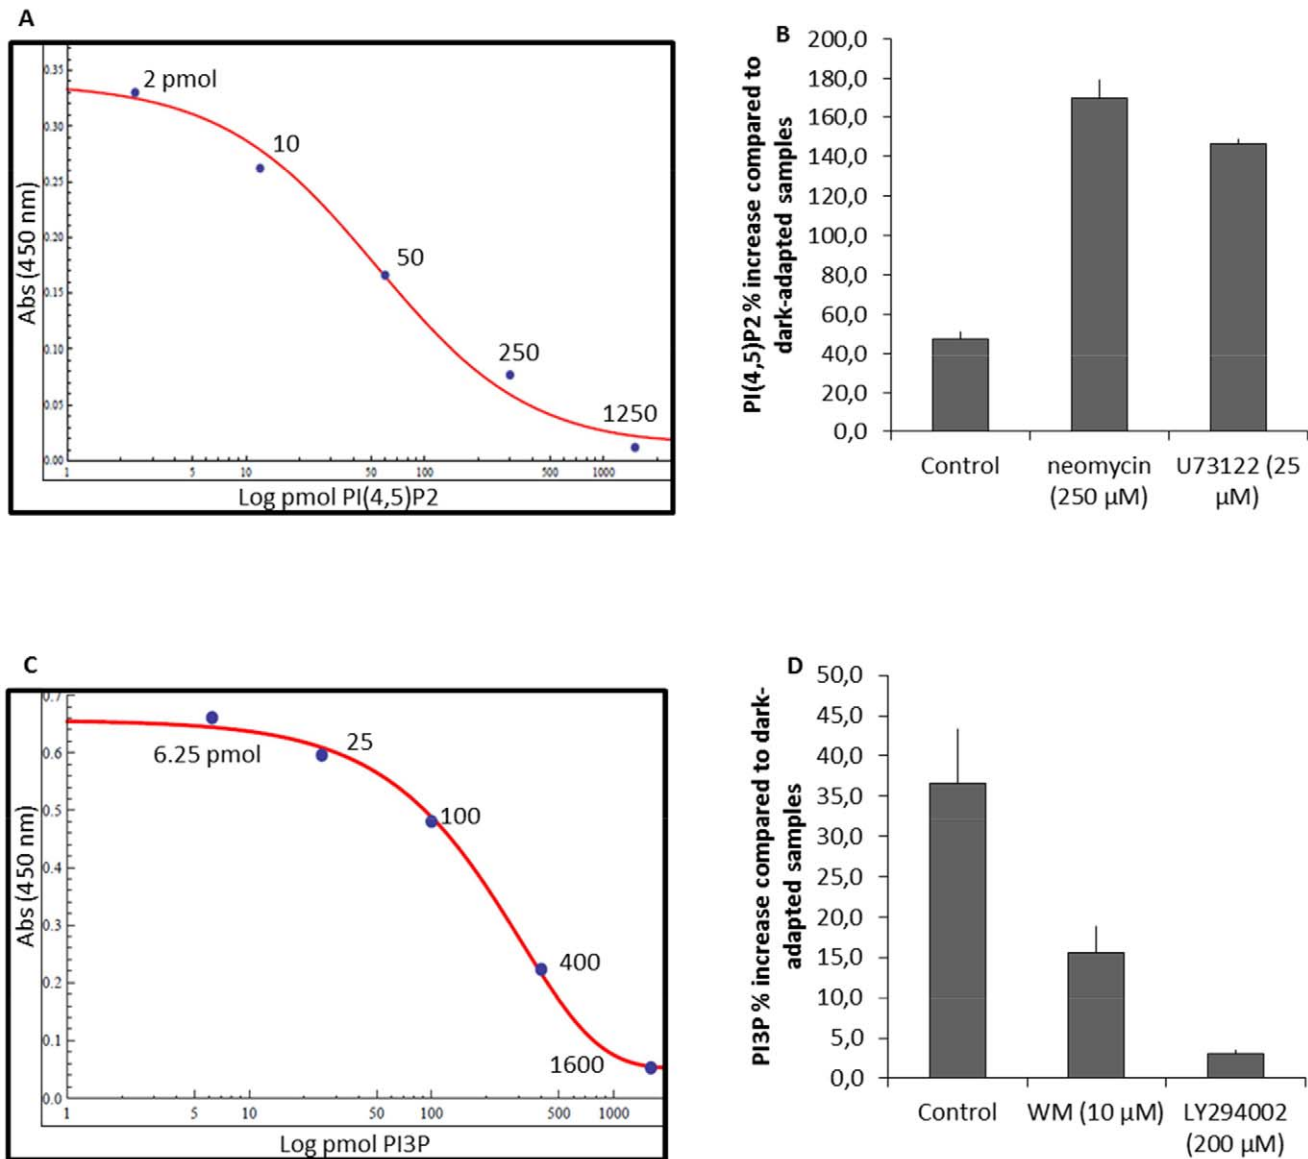 A
0.35
0.30
0.25
0.20
0.15
0.10
0.05
0.00
Abs (450 nm)
2 pmol
10
50
250
1250
1
5
10
50
100
500
1000
Log pmol PI(4,5)P2
B
PI(4,5)P2 % increase compared to
dark-adapted samples
200,0
180,0
160,0
140,0
120,0
100,0
80,0
60,0
40,0
20,0
0,0
Control
neomycin
(250 μM)
U73122 (25
μM)
C
0.7
0.6
0.5
0.4
0.3
0.2
0.1
0.0
Abs (450 nm)
6.25 pmol
25
100
400
1600
1
5
10
50
100
500
1000
Log pmol PI3P
D
PI3P % increase compared to dark-
adapted samples
50,0
45,0
40,0
35,0
30,0
25,0
20,0
15,0
10,0
5,0
0,0
Control
WM (10 μM)
LY294002
(200 μM)